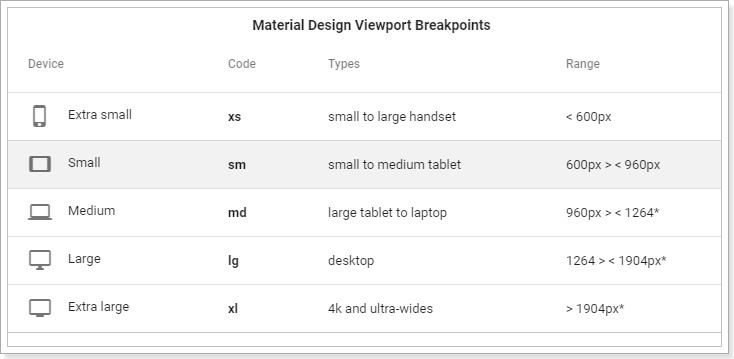 Material Design Viewport Breakpoints
Device Code Types Range
Extra small xs small to large handset < 600px
Small sm small to medium tablet 600px > < 960px
Medium md large tablet to laptop 960px > < 1264*
Large lg desktop 1264 > < 1904px*
Extra large xl 4k and ultra-wides > 1904px*